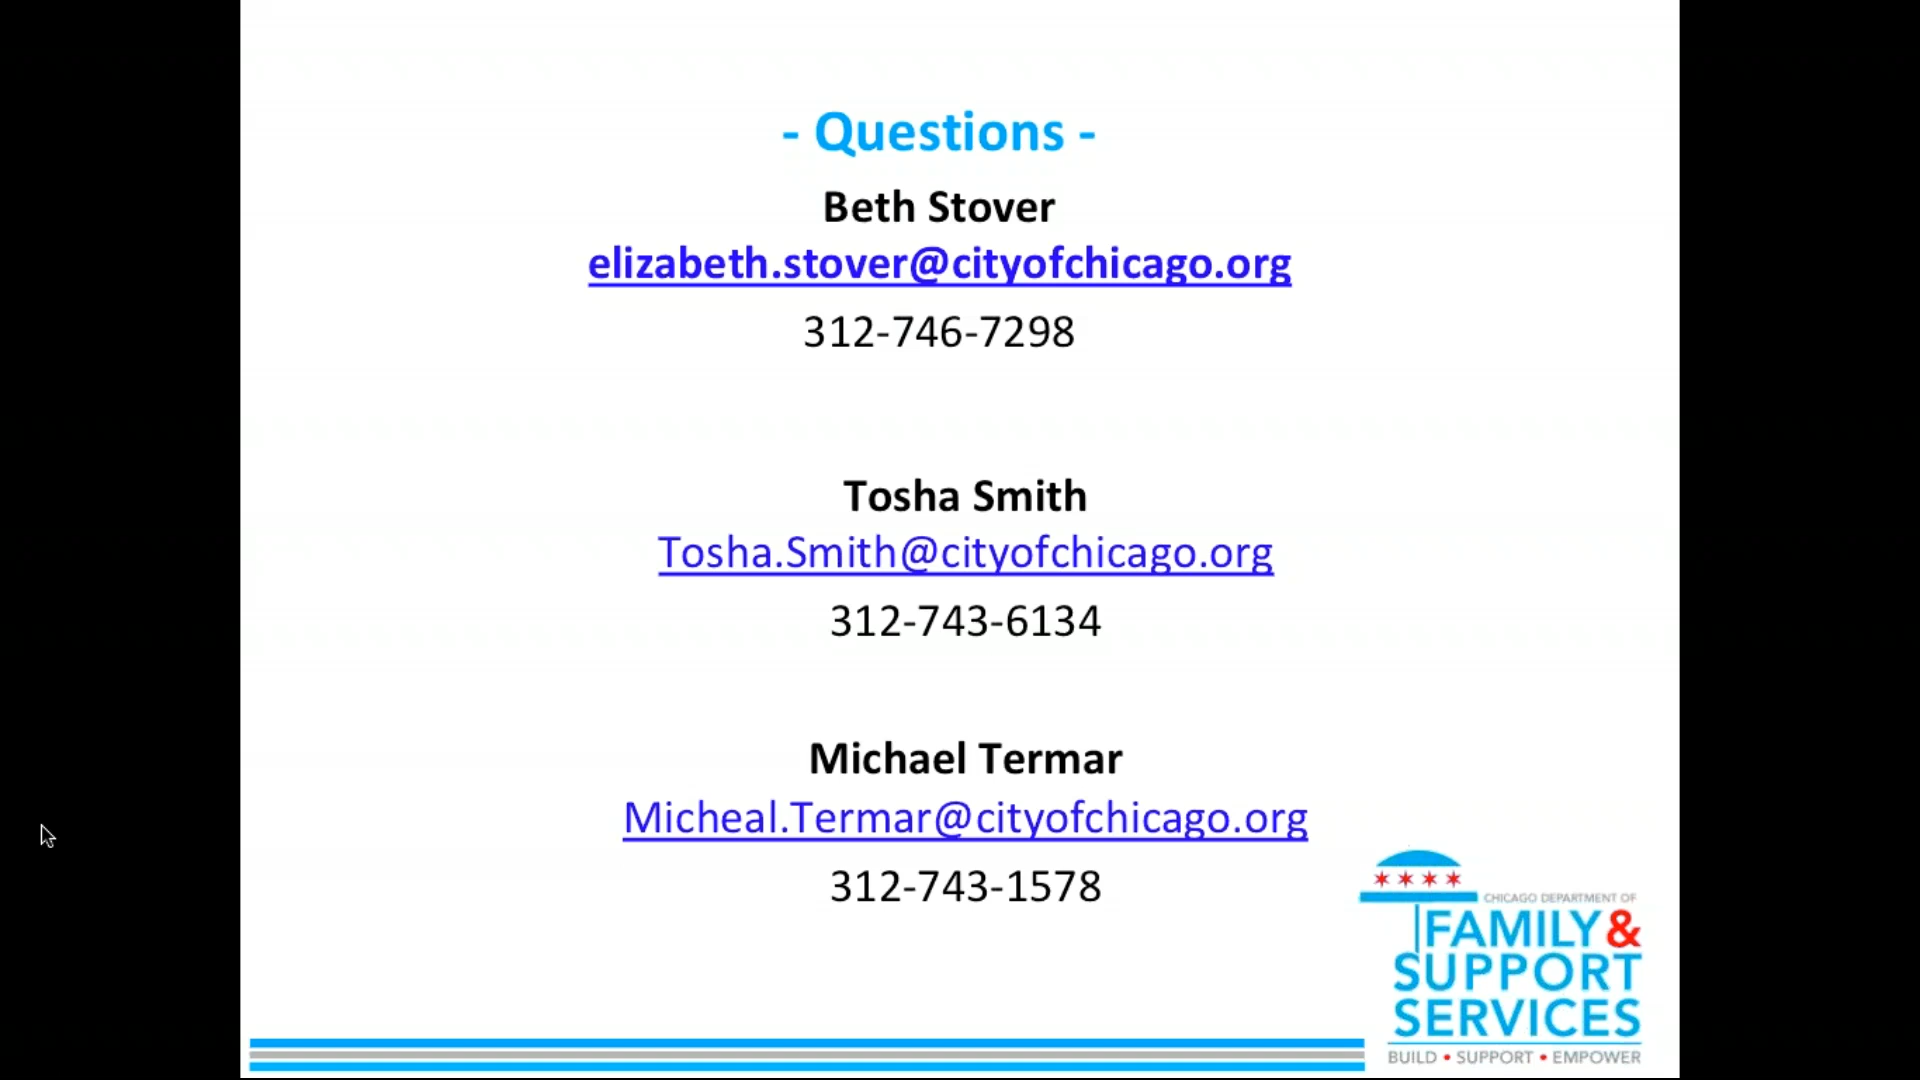 - Questions -
Beth Stover
elizabeth.stover@cityofchicago.org
312-746-7298
Tosha Smith
Tosha.Smith@cityofchicago.org
312-743-6134
Michael Termar
Micheal.Termar@cityofchicago.org
312-743-1578
CHICAGO DEPARTMENT OF
FAMILY&
SUPPORT
SERVICES
BUILD • SUPPORT • EMPOWER